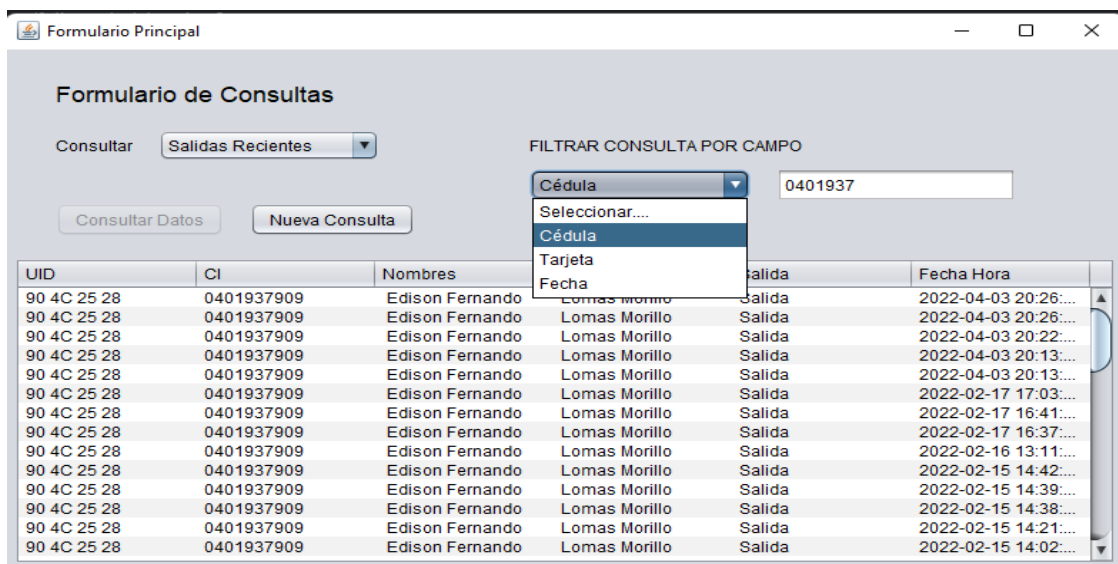 Formulario Principal
Formulario de Consultas
Consultar Salidas Recientes FILTRAR CONSULTA POR CAMPO
Cédula 0401937
Consultar Datos Nueva Consulta
Seleccionar....
Cédula
Tarjeta
Fecha
UID CI Nombres Salida Fecha Hora
90 4C 25 28 0401937909 Edison Fernando Lomas Morillo Salida 2022-04-03 20:26:...
90 4C 25 28 0401937909 Edison Fernando Lomas Morillo Salida 2022-04-03 20:26:...
90 4C 25 28 0401937909 Edison Fernando Lomas Morillo Salida 2022-04-03 20:22:...
90 4C 25 28 0401937909 Edison Fernando Lomas Morillo Salida 2022-04-03 20:13:...
90 4C 25 28 0401937909 Edison Fernando Lomas Morillo Salida 2022-04-03 20:13:...
90 4C 25 28 0401937909 Edison Fernando Lomas Morillo Salida 2022-02-17 17:03:...
90 4C 25 28 0401937909 Edison Fernando Lomas Morillo Salida 2022-02-17 16:41:...
90 4C 25 28 0401937909 Edison Fernando Lomas Morillo Salida 2022-02-17 16:37:...
90 4C 25 28 0401937909 Edison Fernando Lomas Morillo Salida 2022-02-16 13:11:...
90 4C 25 28 0401937909 Edison Fernando Lomas Morillo Salida 2022-02-15 14:42:...
90 4C 25 28 0401937909 Edison Fernando Lomas Morillo Salida 2022-02-15 14:39:...
90 4C 25 28 0401937909 Edison Fernando Lomas Morillo Salida 2022-02-15 14:38:...
90 4C 25 28 0401937909 Edison Fernando Lomas Morillo Salida 2022-02-15 14:21:...
90 4C 25 28 0401937909 Edison Fernando Lomas Morillo Salida 2022-02-15 14:02:...